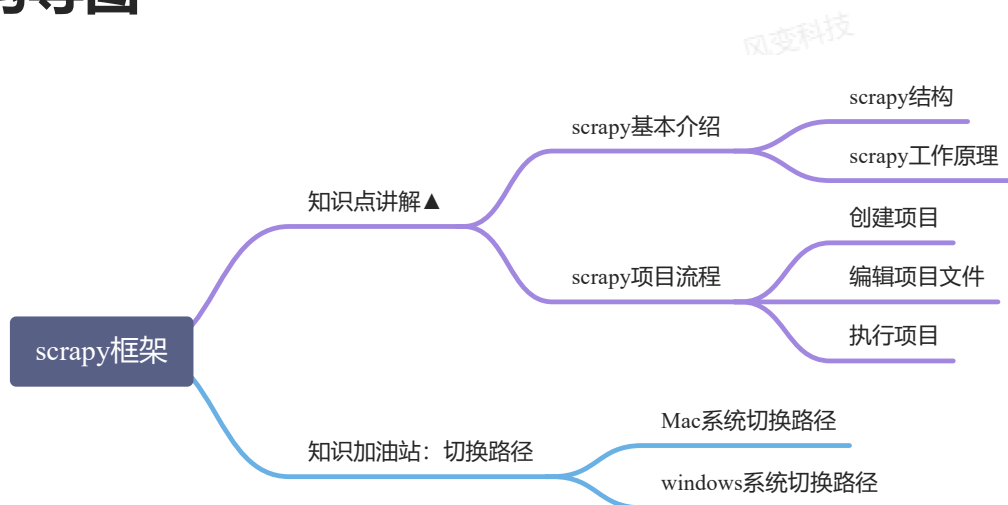 导图
风变科技
scrapy结构
scrapy基本介绍
scrapy工作原理
知识点讲解▲
创建项目
scrapy项目流程
编辑项目文件
执行项目
scrapy框架
Mac系统切换路径
知识加油站：切换路径
windows系统切换路径